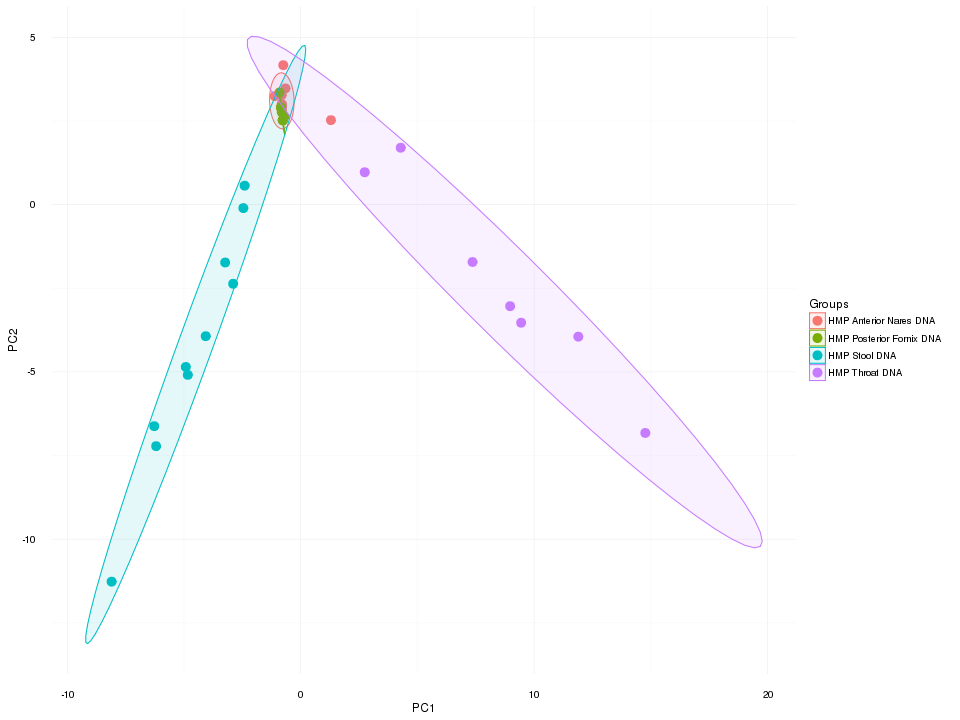 5
0
-5
-10
PC2
-10
0
10
20
PC1
Groups
HMP Anterior Nares DNA
HMP Posterior Fornix DNA
HMP Stool DNA
HMP Throat DNA